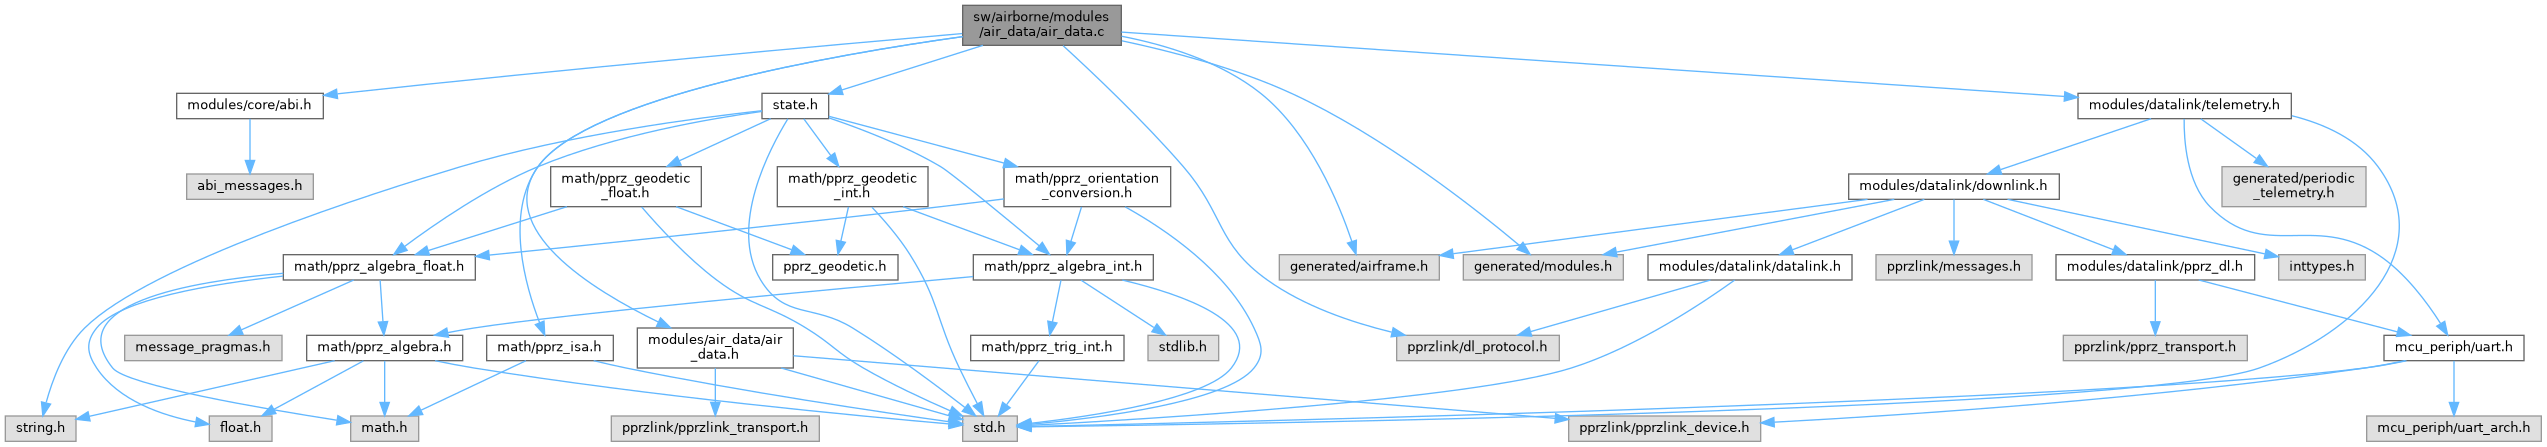 sw/airborne/modules
/air_data/air_data.c
modules/core/abi.h
state.h
modules/datalink/telemetry.h
abi_messages.h
math/pprz_geodetic
_float.h
math/pprz_geodetic
_int.h
math/pprz_orientation
_conversion.h
modules/datalink/downlink.h
generated/periodic
_telemetry.h
math/pprz_algebra_float.h
pprz_geodetic.h
math/pprz_algebra_int.h
generated/airframe.h
generated/modules.h
modules/datalink/datalink.h
pprzlink/messages.h
modules/datalink/pprz_dl.h
inttypes.h
message_pragmas.h
math/pprz_algebra.h
math/pprz_isa.h
modules/air_data/air
_data.h
math/pprz_trig_int.h
stdlib.h
pprzlink/dl_protocol.h
pprzlink/pprz_transport.h
mcu_periph/uart.h
string.h
float.h
math.h
pprzlink/pprzlink_transport.h
std.h
pprzlink/pprzlink_device.h
mcu_periph/uart_arch.h